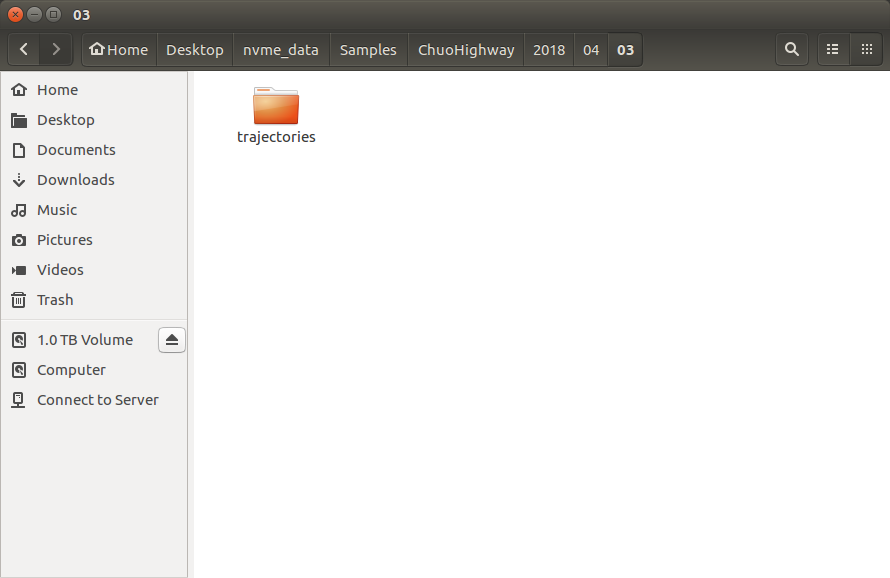 03
Home Desktop nvme_data Samples ChuoHighway 2018 04 03
Home
Desktop
Documents
Downloads
Music
Pictures
Videos
Trash
1.0 TB Volume
Computer
Connect to Server
trajectories